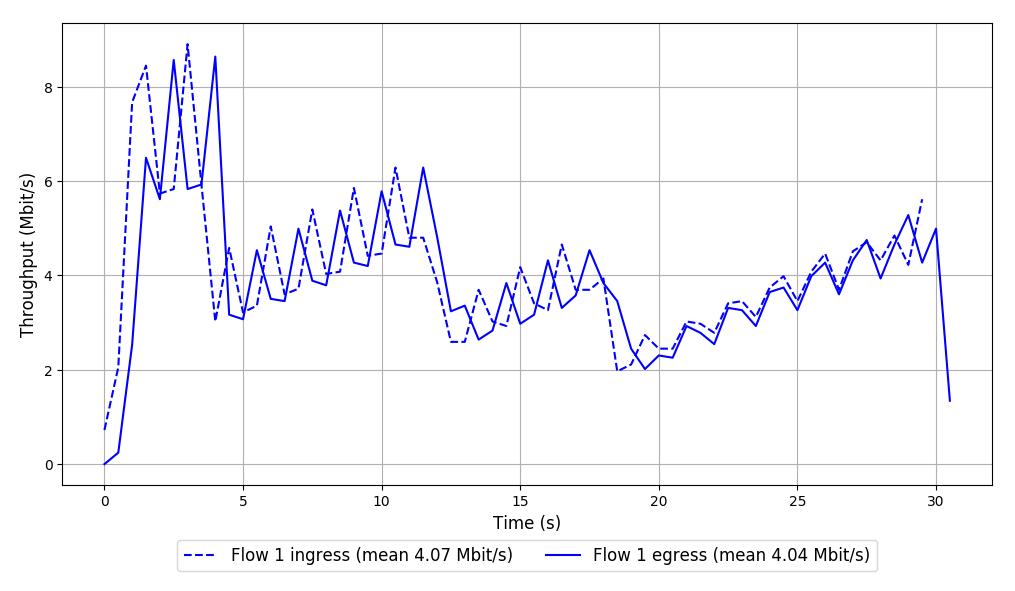 8
6
4
2
0
Throughput (Mbit/s)
0 5 10 15 20 25 30
Time (s)
Flow 1 ingress (mean 4.07 Mbit/s) Flow 1 egress (mean 4.04 Mbit/s)